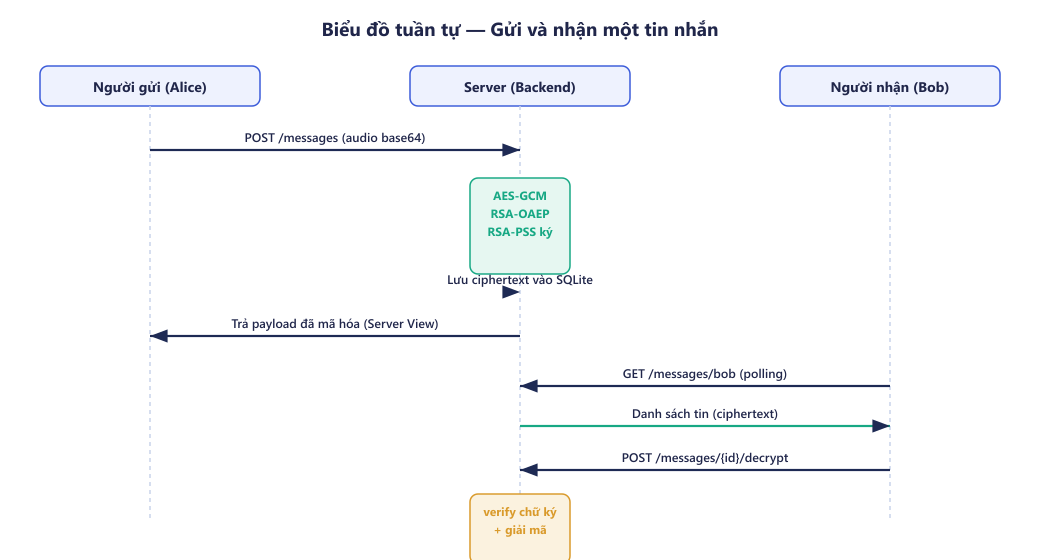 Biểu đồ tuần tự — Gửi và nhận một tin nhắn
Người gửi (Alice)
Server (Backend)
Người nhận (Bob)
POST /messages (audio base64)
AES-GCM
RSA-OAEP
RSA-PSS ký
Lưu ciphertext vào SQLite
Trả payload đã mã hóa (Server View)
GET /messages/bob (polling)
Danh sách tin (ciphertext)
POST /messages/{id}/decrypt
verify chữ ký
+ giải mã